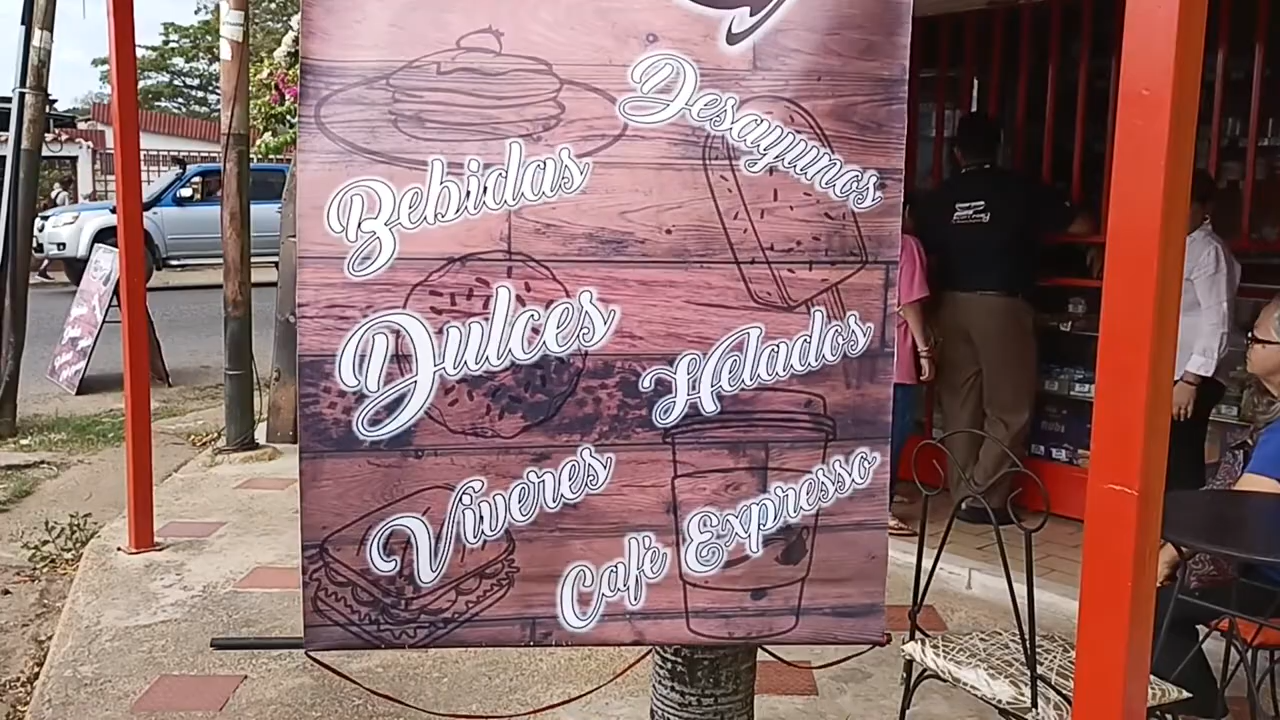 Desayunos
Bebidas
Dulces
Helados
Viveres
Café Expresso